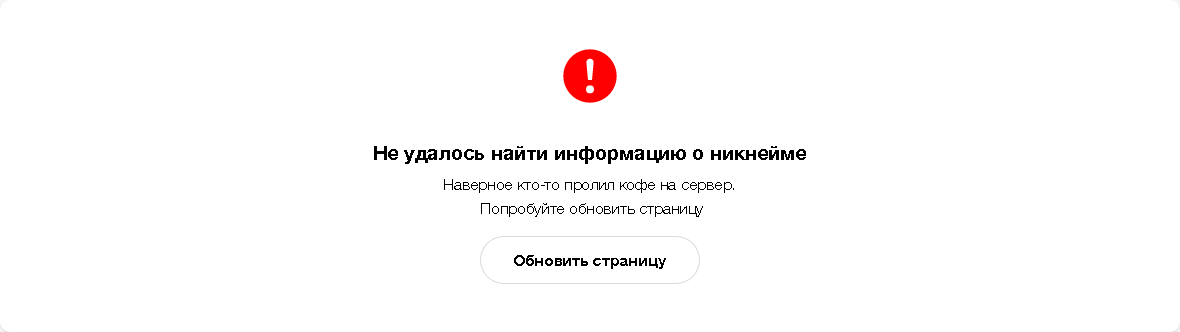 Не удалось найти информацию о никнейме
Наверное кто-то пролил кофе на сервер.
Попробуйте обновить страницу
Обновить страницу